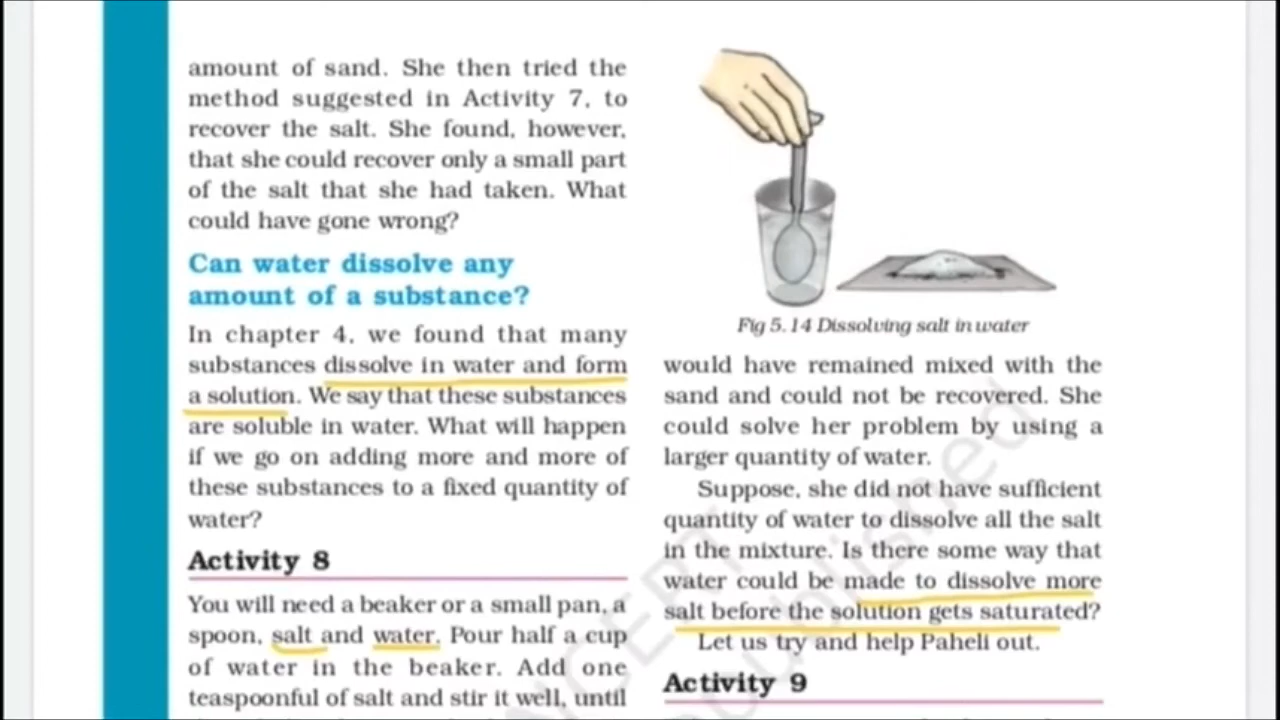 amount of sand. She then tried the
method suggested in Activity 7, to
recover the salt. She found, however,
that she could recover only a small part
of the salt that she had taken. What
could have gone wrong?
Can water dissolve any
amount of a substance?
In chapter 4, we found that many
substances dissolve in water and form
a solution. We say that these substances
are soluble in water. What will happen
if we go on adding more and more of
these substances to a fixed quantity of
water?
Activity 8
You will need a beaker or a small pan, a
spoon, salt and water. Pour half a cup
of water in the beaker. Add one
teaspoonful of salt and stir it well, until
Fig 5.14 Dissolving salt in water
would have remained mixed with the
sand and could not be recovered. She
could solve her problem by using a
larger quantity of water.
Suppose, she did not have sufficient
quantity of water to dissolve all the salt
in the mixture. Is there some way that
water could be made to dissolve more
salt before the solution gets saturated?
Let us try and help Paheli out.
Activity 9